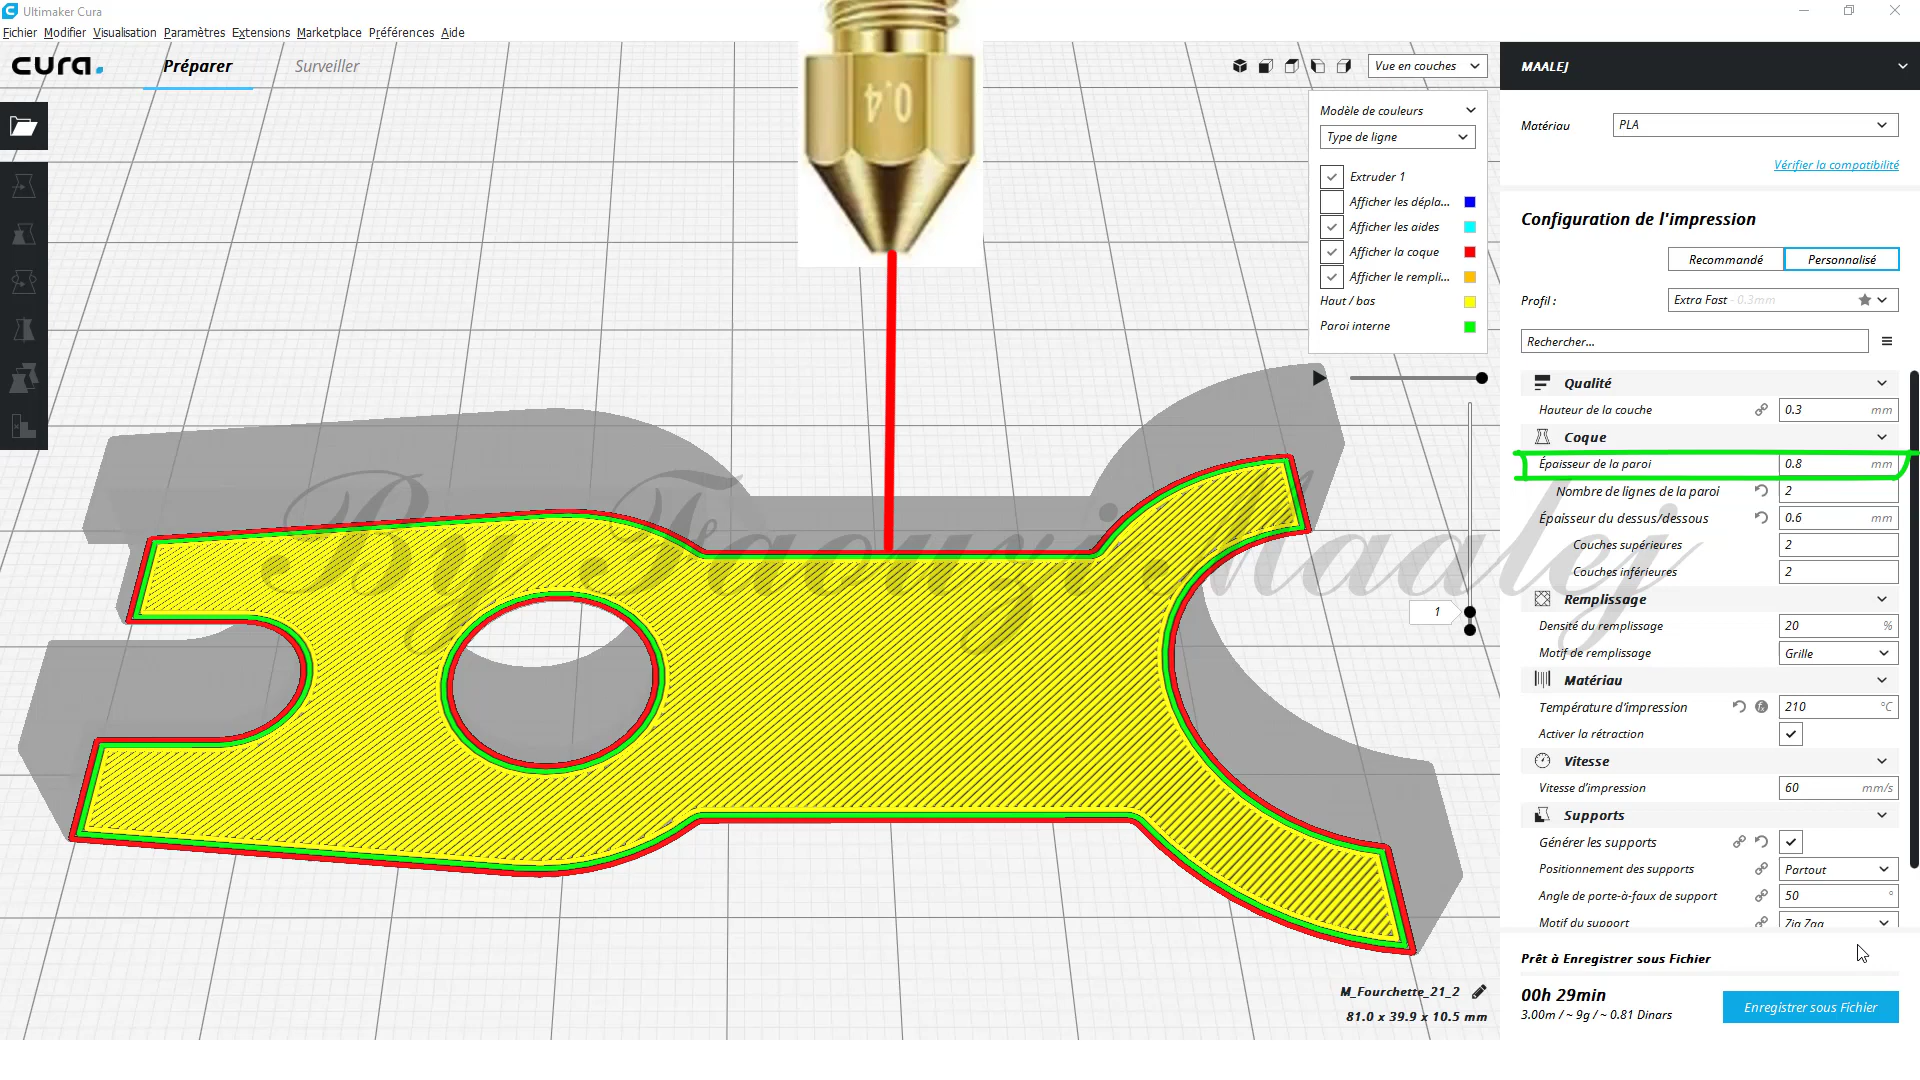 Ultimaker Cura
Fichier Modifier Visualisation Paramètres Extensions Marketplace Préférences Aide
cura.
Préparer
Surveiller
0.4
Vue en couches
Modèle de couleurs
Type de ligne
Extruder 1
Afficher les dépla...
Afficher les aides
Afficher la coque
Afficher le rempli...
Haut / bas
Paroi interne
1
By Faouzi Maalej
M_Fourchette_21_2
81.0 x 39.9 x 10.5 mm
MAALEJ
Matériau PLA
Vérifier la compatibilité
Configuration de l'impression
Recommandé Personnalisé
Profil : Extra Fast - 0.3mm
Rechercher...
Qualité
Hauteur de la couche 0.3 mm
Coque
Épaisseur de la paroi 0.8 mm
Nombre de lignes de la paroi 2
Épaisseur du dessus/dessous 0.6 mm
Couches supérieures 2
Couches inférieures 2
Remplissage
Densité du remplissage 20 %
Motif de remplissage Grille
Matériau
Température d'impression 210 °C
Activer la rétraction
Vitesse
Vitesse d'impression 60 mm/s
Supports
Générer les supports
Positionnement des supports Partout
Angle de porte-à-faux de support 50 °
Motif du support Zig Zag
Prêt à Enregistrer sous Fichier
00h 29min
3.00m / ~ 9g / ~ 0.81 Dinars
Enregistrer sous Fichier